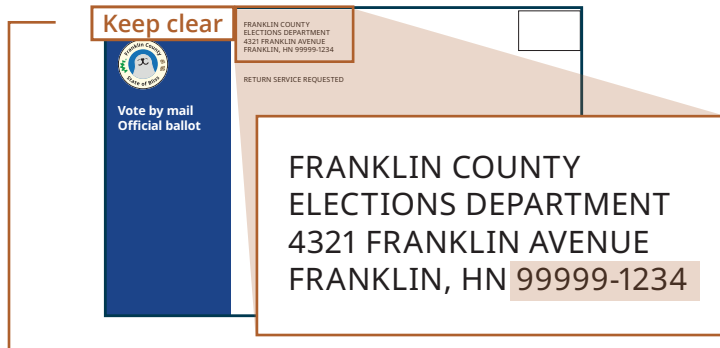 Keep clear
FRANKLIN COUNTY
ELECTIONS DEPARTMENT
4321 FRANKLIN AVENUE
FRANKLIN, HN 99999-1234
RETURN SERVICE REQUESTED
Franklin County
State of Bliss
Vote by mail
Official ballot
FRANKLIN COUNTY
ELECTIONS DEPARTMENT
4321 FRANKLIN AVENUE
FRANKLIN, HN 99999-1234